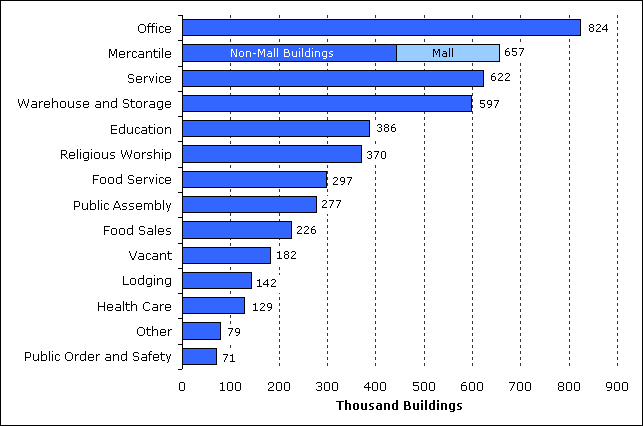 Office 824
Mercantile Non-Mall Buildings Mall 657
Service 622
Warehouse and Storage 597
Education 386
Religious Worship 370
Food Service 297
Public Assembly 277
Food Sales 226
Vacant 182
Lodging 142
Health Care 129
Other 79
Public Order and Safety 71
0 100 200 300 400 500 600 700 800 900
Thousand Buildings